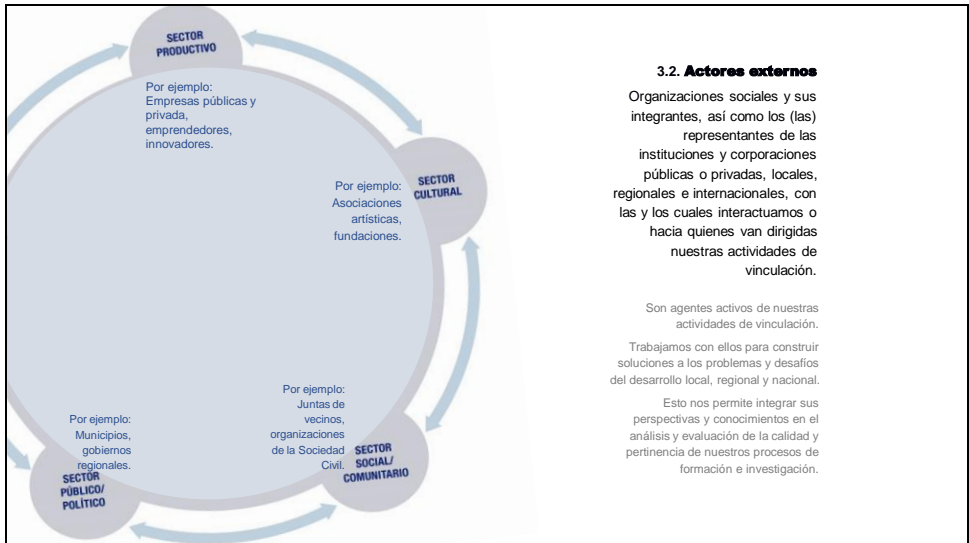 SECTOR
PRODUCTIVO
Por ejemplo:
Empresas públicas y
privada,
emprendedores,
innovadores.
Por ejemplo:
Asociaciones
artísticas,
fundaciones.
SECTOR
CULTURAL
Por ejemplo:
Juntas de
vecinos,
organizaciones
de la Sociedad
Civil.
SECTOR
SOCIAL/
COMUNITARIO
Por ejemplo:
Municipios,
gobiernos
regionales.
SECTOR
PÚBLICO/
POLÍTICO
3.2. Actores externos
Organizaciones sociales y sus
integrantes, así como los (las)
representantes de las
instituciones y corporaciones
públicas o privadas, locales,
regionales e internacionales, con
las y los cuales interactuamos o
hacia quienes van dirigidas
nuestras actividades de
vinculación.
Son agentes activos de nuestras
actividades de vinculación.
Trabajamos con ellos para construir
soluciones a los problemas y desafíos
del desarrollo local, regional y nacional.
Esto nos permite integrar sus
perspectivas y conocimientos en el
análisis y evaluación de la calidad y
pertinencia de nuestros procesos de
formación e investigación.